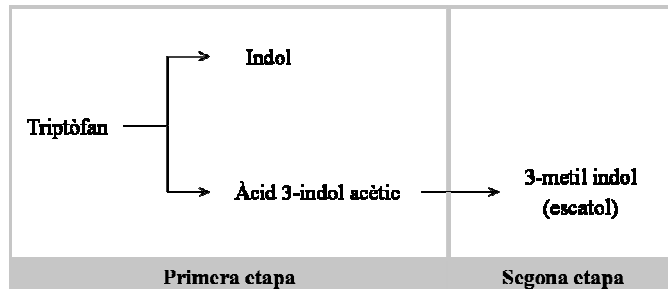 Indol
Triptòfan
Àcid 3-indol acètic
3-metil indol
(escatol)
Primera etapa
Segona etapa